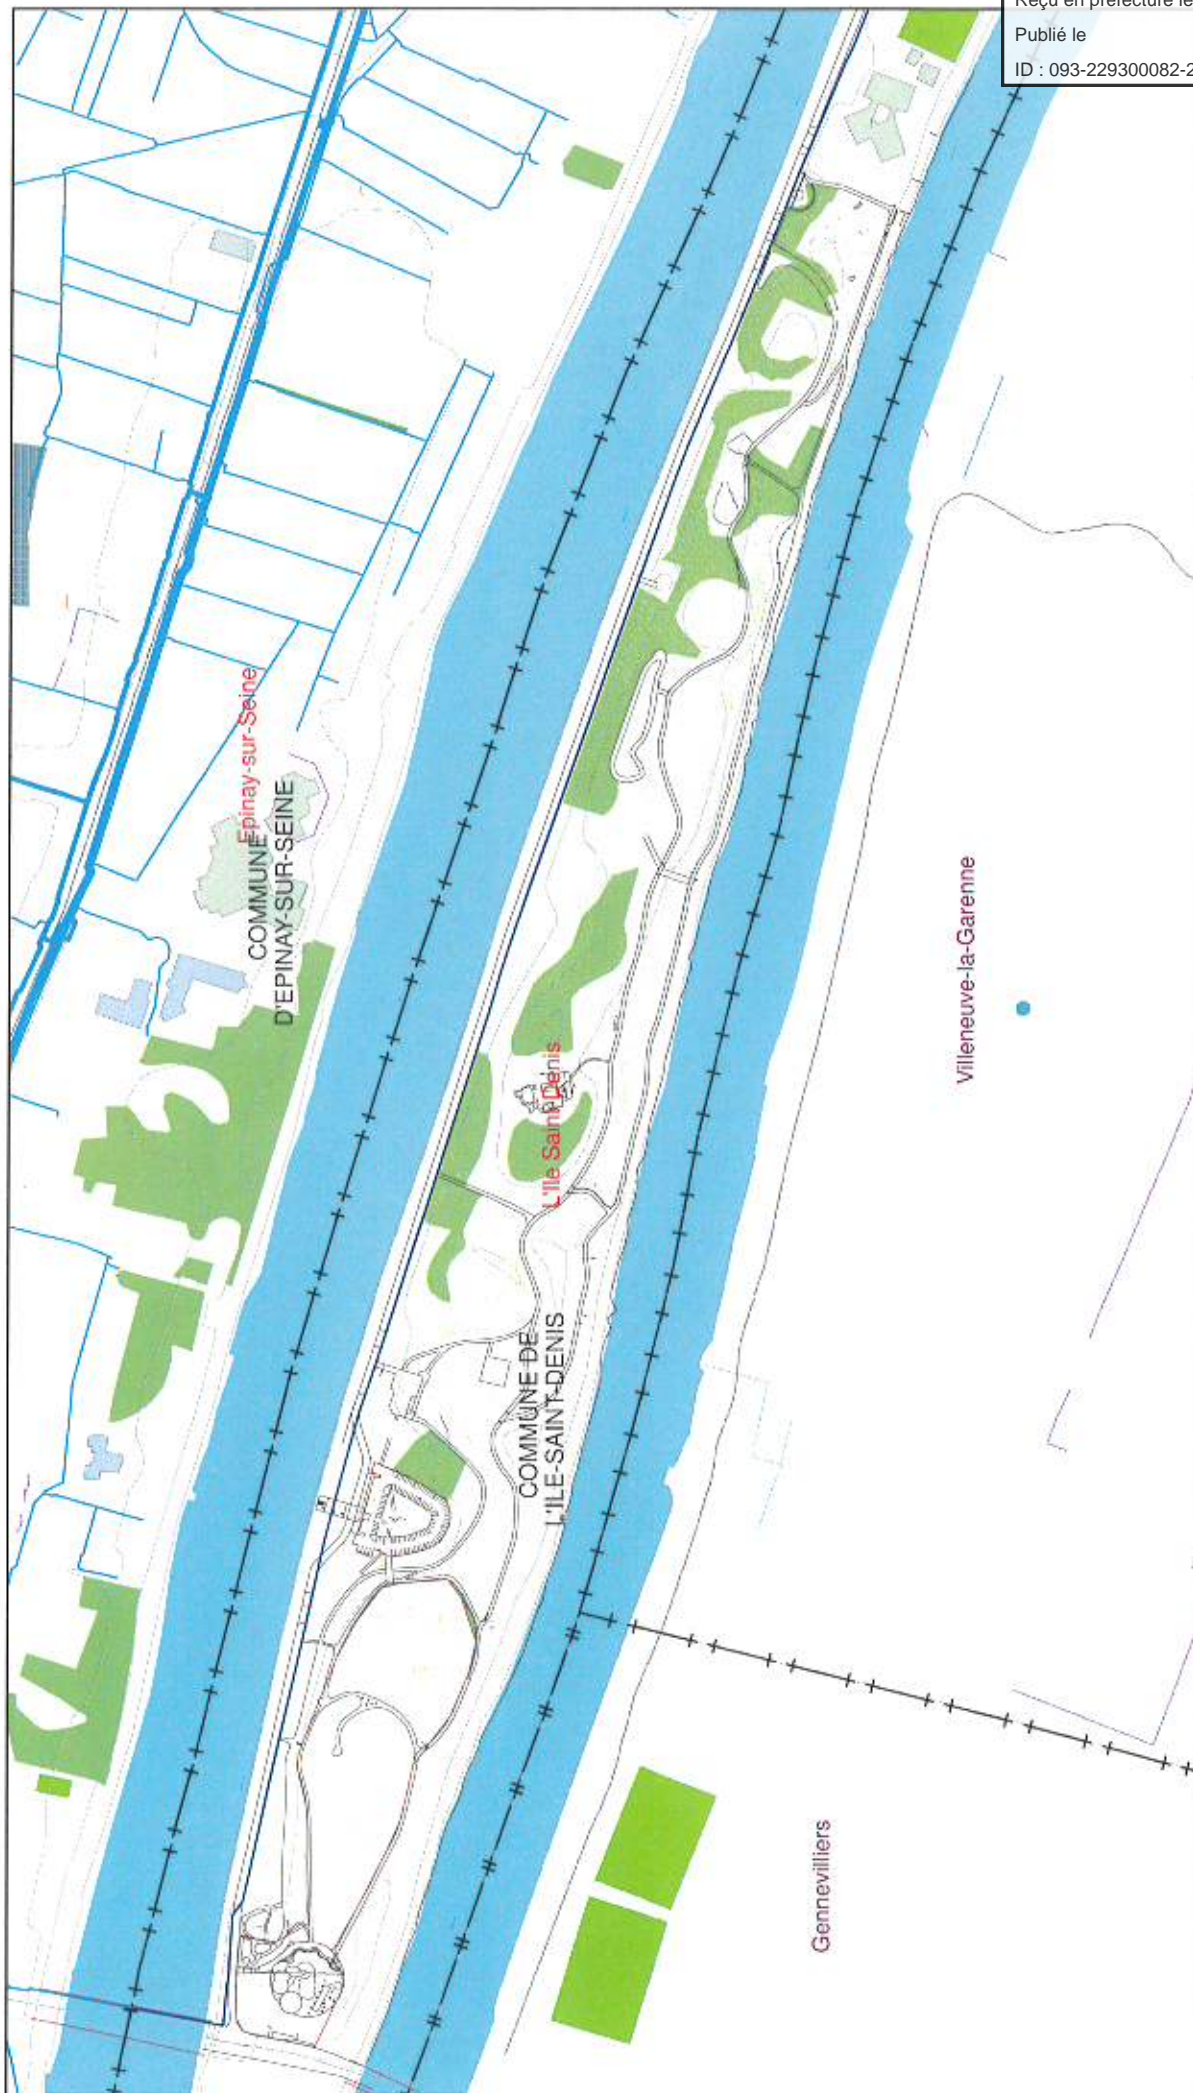 Reçu en préfecture le
Publié le
ID : 093-229300082-2
Epinay-sur-Seine
COMMUNE
D'EPINAY-SUR-SEINE
Villeneuve-la-Garenne
L'Ile Saint Denis
COMMUNE DE
L'ILE-SAINT-DENIS
Gennevilliers